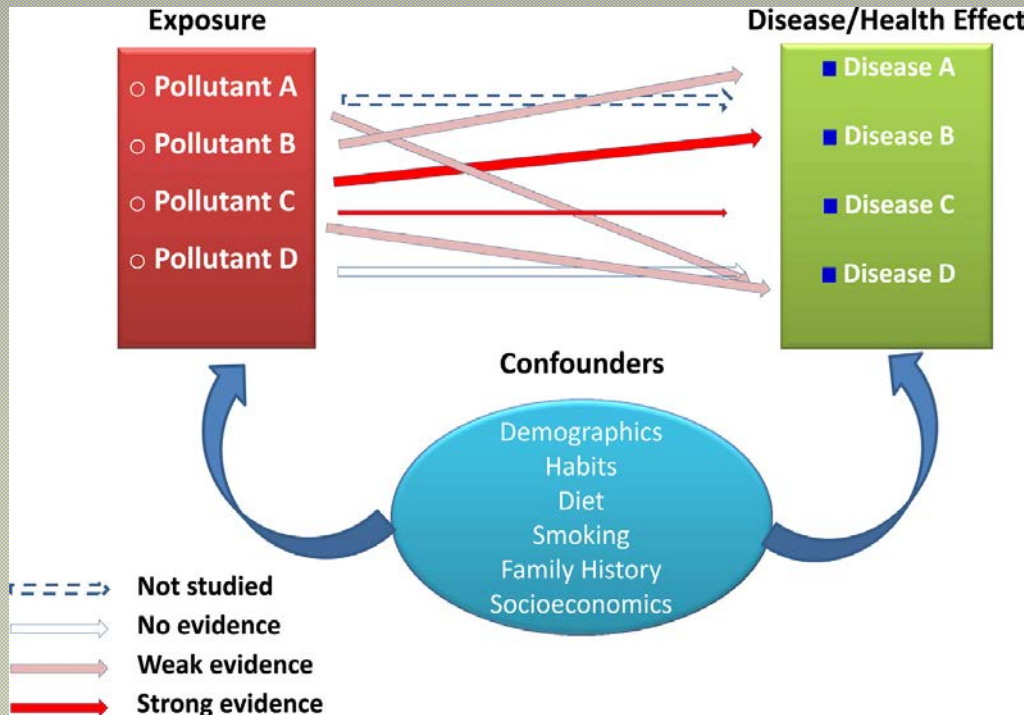 Exposure
Disease/Health Effect
Pollutant A
Pollutant B
Pollutant C
Pollutant D
Disease A
Disease B
Disease C
Disease D
Confounders
Demographics
Habits
Diet
Smoking
Family History
Socioeconomics
Not studied
No evidence
Weak evidence
Strong evidence